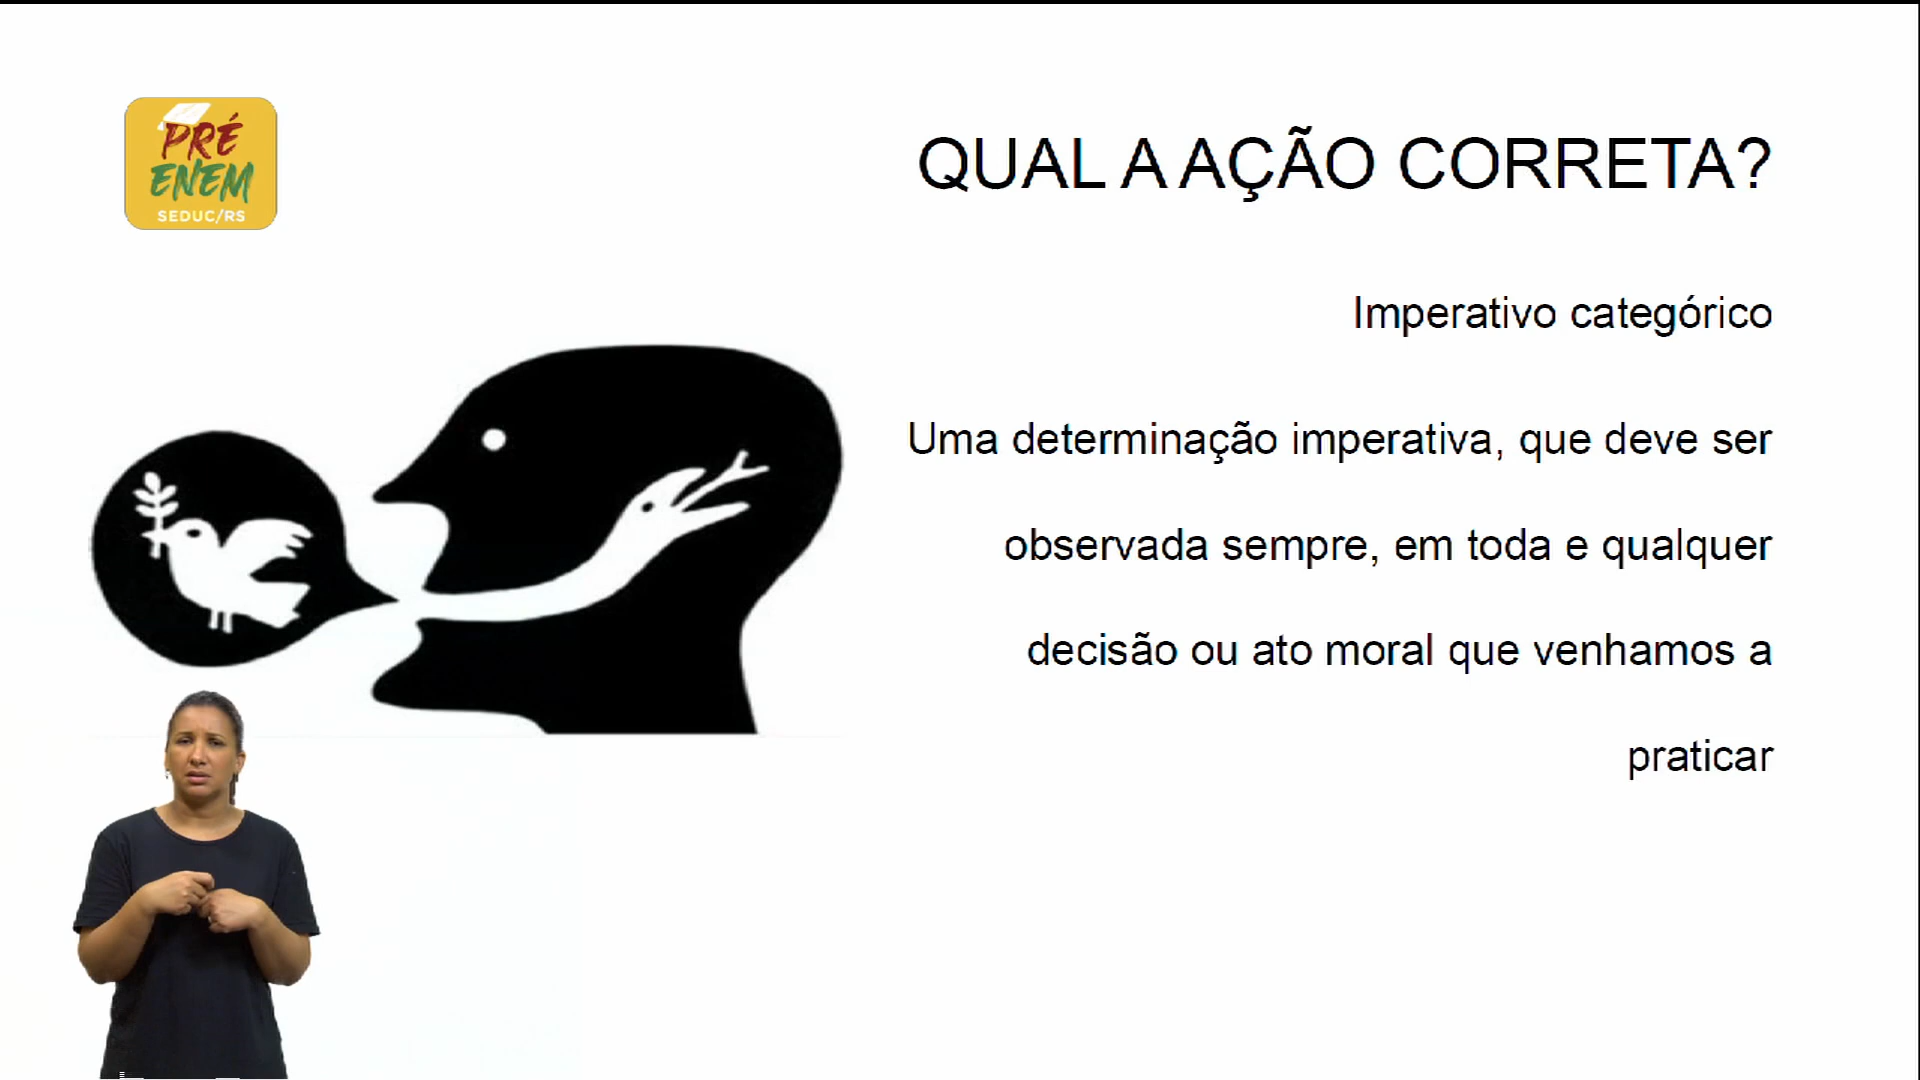 PRÉ
ENEM
SEDUC/RS
QUAL A AÇÃO CORRETA?
Imperativo categórico
Uma determinação imperativa, que deve ser
observada sempre, em toda e qualquer
decisão ou ato moral que venhamos a
praticar